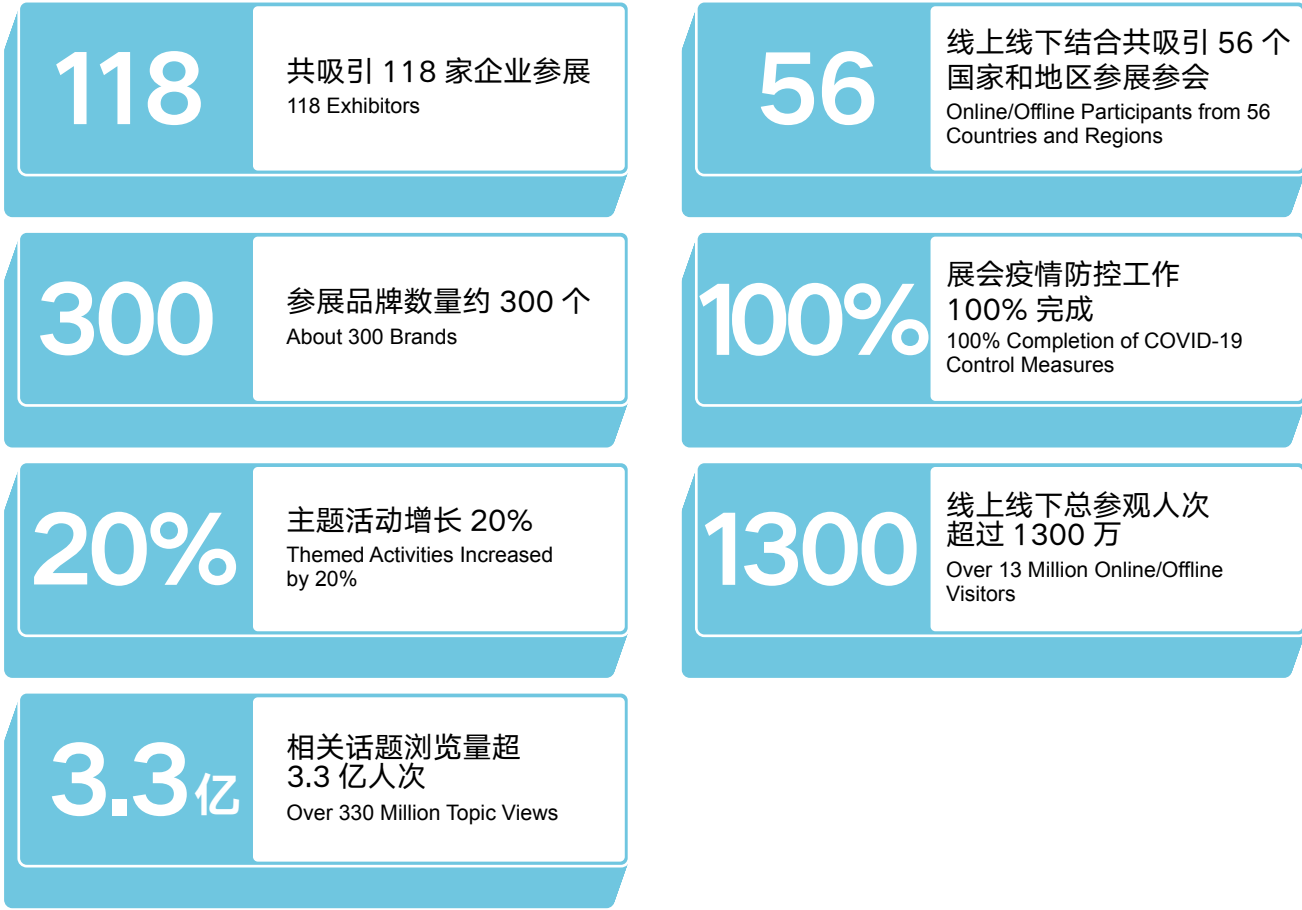 118
共吸引 118 家企业参展
118 Exhibitors
56
线上线下结合共吸引 56 个
国家和地区参展参会
Online/Offline Participants from 56
Countries and Regions
300
参展品牌数量约 300 个
About 300 Brands
100%
展会疫情防控工作
100% 完成
100% Completion of COVID-19
Control Measures
20%
主题活动增长 20%
Themed Activities Increased
by 20%
1300
线上线下总参观人次
超过 1300 万
Over 13 Million Online/Offline
Visitors
3.3亿
相关话题浏览量超
3.3 亿人次
Over 330 Million Topic Views